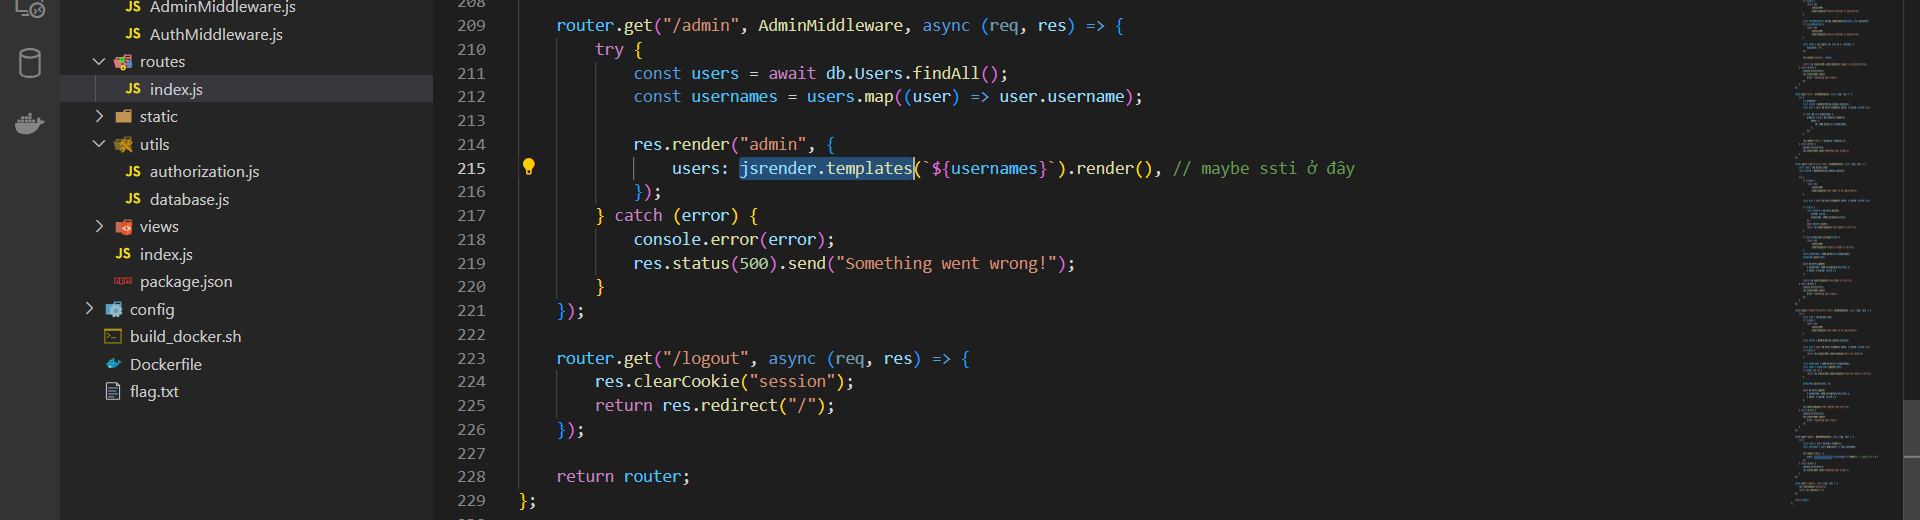 JS AdminMiddleware.js
JS AuthMiddleware.js
routes
JS index.js
static
utils
JS authorization.js
JS database.js
views
JS index.js
package.json
config
build_docker.sh
Dockerfile
flag.txt
208
209 router.get("/admin", AdminMiddleware, async (req, res) => {
210 try {
211 const users = await db.Users.findAll();
212 const usernames = users.map((user) => user.username);
213
214 res.render("admin", {
215 users: jsrender.templates(`${usernames}`).render(), // maybe ssti ở đây
216 });
217 } catch (error) {
218 console.error(error);
219 res.status(500).send("Something went wrong!");
220 }
221 });
222
223 router.get("/logout", async (req, res) => {
224 res.clearCookie("session");
225 return res.redirect("/");
226 });
227
228 return router;
229 };